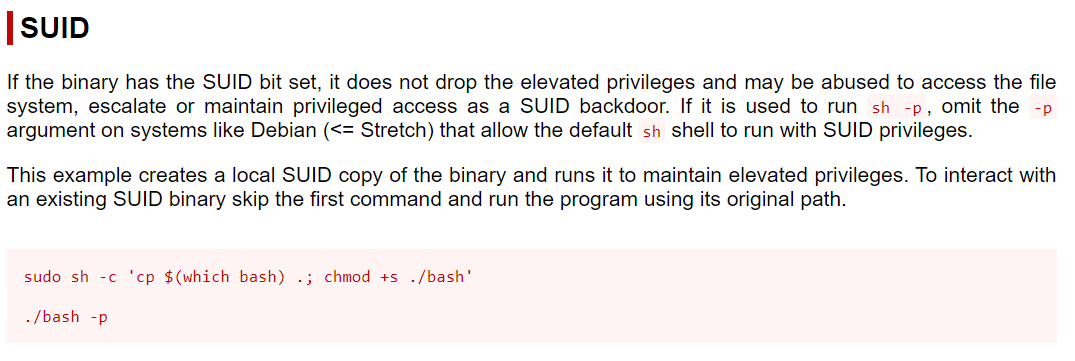 SUID
If the binary has the SUID bit set, it does not drop the elevated privileges and may be abused to access the file
system, escalate or maintain privileged access as a SUID backdoor. If it is used to run sh -p, omit the -p
argument on systems like Debian (<= Stretch) that allow the default sh shell to run with SUID privileges.
This example creates a local SUID copy of the binary and runs it to maintain elevated privileges. To interact with
an existing SUID binary skip the first command and run the program using its original path.
sudo sh -c 'cp $(which bash) .; chmod +s ./bash'
./bash -p